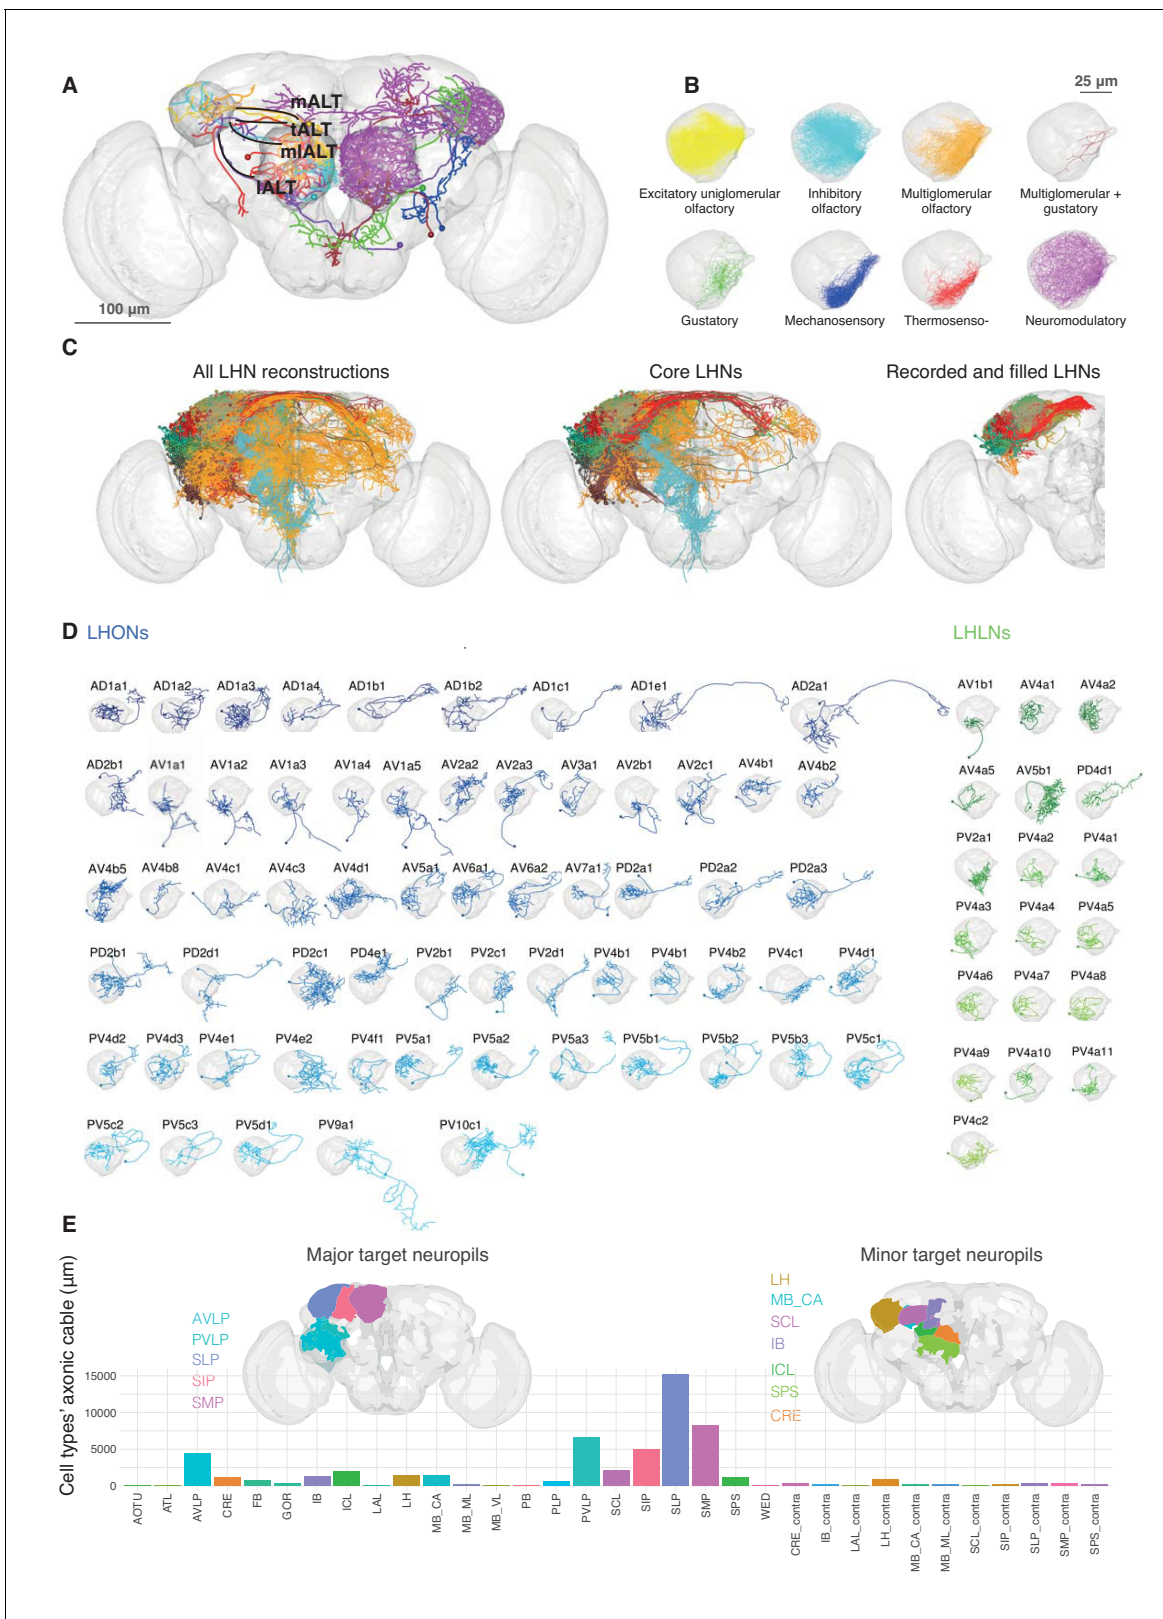 A
mALT
tALT
mlALT
lALT
100 µm
B
25 µm
Excitatory uniglomerular
olfactory
Inhibitory
olfactory
Multiglomerular
olfactory
Multiglomerular +
gustatory
Gustatory
Mechanosensory
Thermosenso-
Neuromodulatory
C
All LHN reconstructions
Core LHNs
Recorded and filled LHNs
D LHONs
LHLNs
AD1a1 AD1a2 AD1a3 AD1a4 AD1b1 AD1b2 AD1c1 AD1e1 AD2a1
AD2b1 AV1a1 AV1a2 AV1a3 AV1a4 AV1a5 AV2a2 AV2a3 AV3a1 AV2b1 AV2c1 AV4b1 AV4b2
AV4b5 AV4b8 AV4c1 AV4c3 AV4d1 AV5a1 AV6a1 AV6a2 AV7a1 PD2a1 PD2a2 PD2a3
PD2b1 PD2d1 PD2c1 PD4e1 PV2b1 PV2c1 PV2d1 PV4b1 PV4b1 PV4b2 PV4c1 PV4d1
PV4d2 PV4d3 PV4e1 PV4e2 PV4f1 PV5a1 PV5a2 PV5a3 PV5b1 PV5b2 PV5b3 PV5c1
PV5c2 PV5c3 PV5d1 PV9a1 PV10c1
AV1b1 AV4a1 AV4a2
AV4a5 AV5b1 PD4d1
PV2a1 PV4a2 PV4a1
PV4a3 PV4a4 PV4a5
PV4a6 PV4a7 PV4a8
PV4a9 PV4a10 PV4a11
PV4c2
E
Major target neuropils
Minor target neuropils
AVLP
PVLP
SLP
SIP
SMP
LH
MB_CA
SCL
IB
ICL
SPS
CRE
Cell types' axonic cable (µm)
15000
10000
5000
0
AOTU
ATL
AVLP
CRE
FB
GOR
IB
ICL
LAL
LH
MB_CA
MB_ML
MB_VL
PB
PLP
PVLP
SCL
SIP
SLP
SMP
SPS
WED
CRE_contra
IB_contra
LAL_contra
LH_contra
MB_CA_contra
MB_ML_contra
SCL_contra
SIP_contra
SLP_contra
SMP_contra
SPS_contra